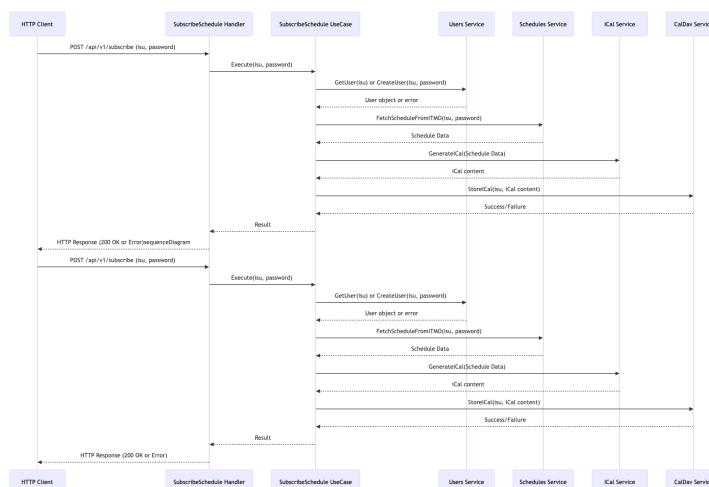 HTTP Client SubscribeSchedule Handler SubscribeSchedule UseCase Users Service Schedules Service ICal Service CalDav Servic
POST /api/v1/subscribe (isu, password)
Execute(isu, password)
GetUser(isu) or CreateUser(isu, password)
User object or error
FetchScheduleFromITMO(isu, password)
Schedule Data
GenerateICal(Schedule Data)
iCal content
StoreICal(isu, iCal content)
Success/Failure
Result
HTTP Response (200 OK or Error)sequenceDiagram
POST /api/v1/subscribe (isu, password)
Execute(isu, password)
GetUser(isu) or CreateUser(isu, password)
User object or error
FetchScheduleFromITMO(isu, password)
Schedule Data
GenerateICal(Schedule Data)
iCal content
StoreICal(isu, iCal content)
Success/Failure
Result
HTTP Response (200 OK or Error)
HTTP Client SubscribeSchedule Handler SubscribeSchedule UseCase Users Service Schedules Service ICal Service CalDav Servic